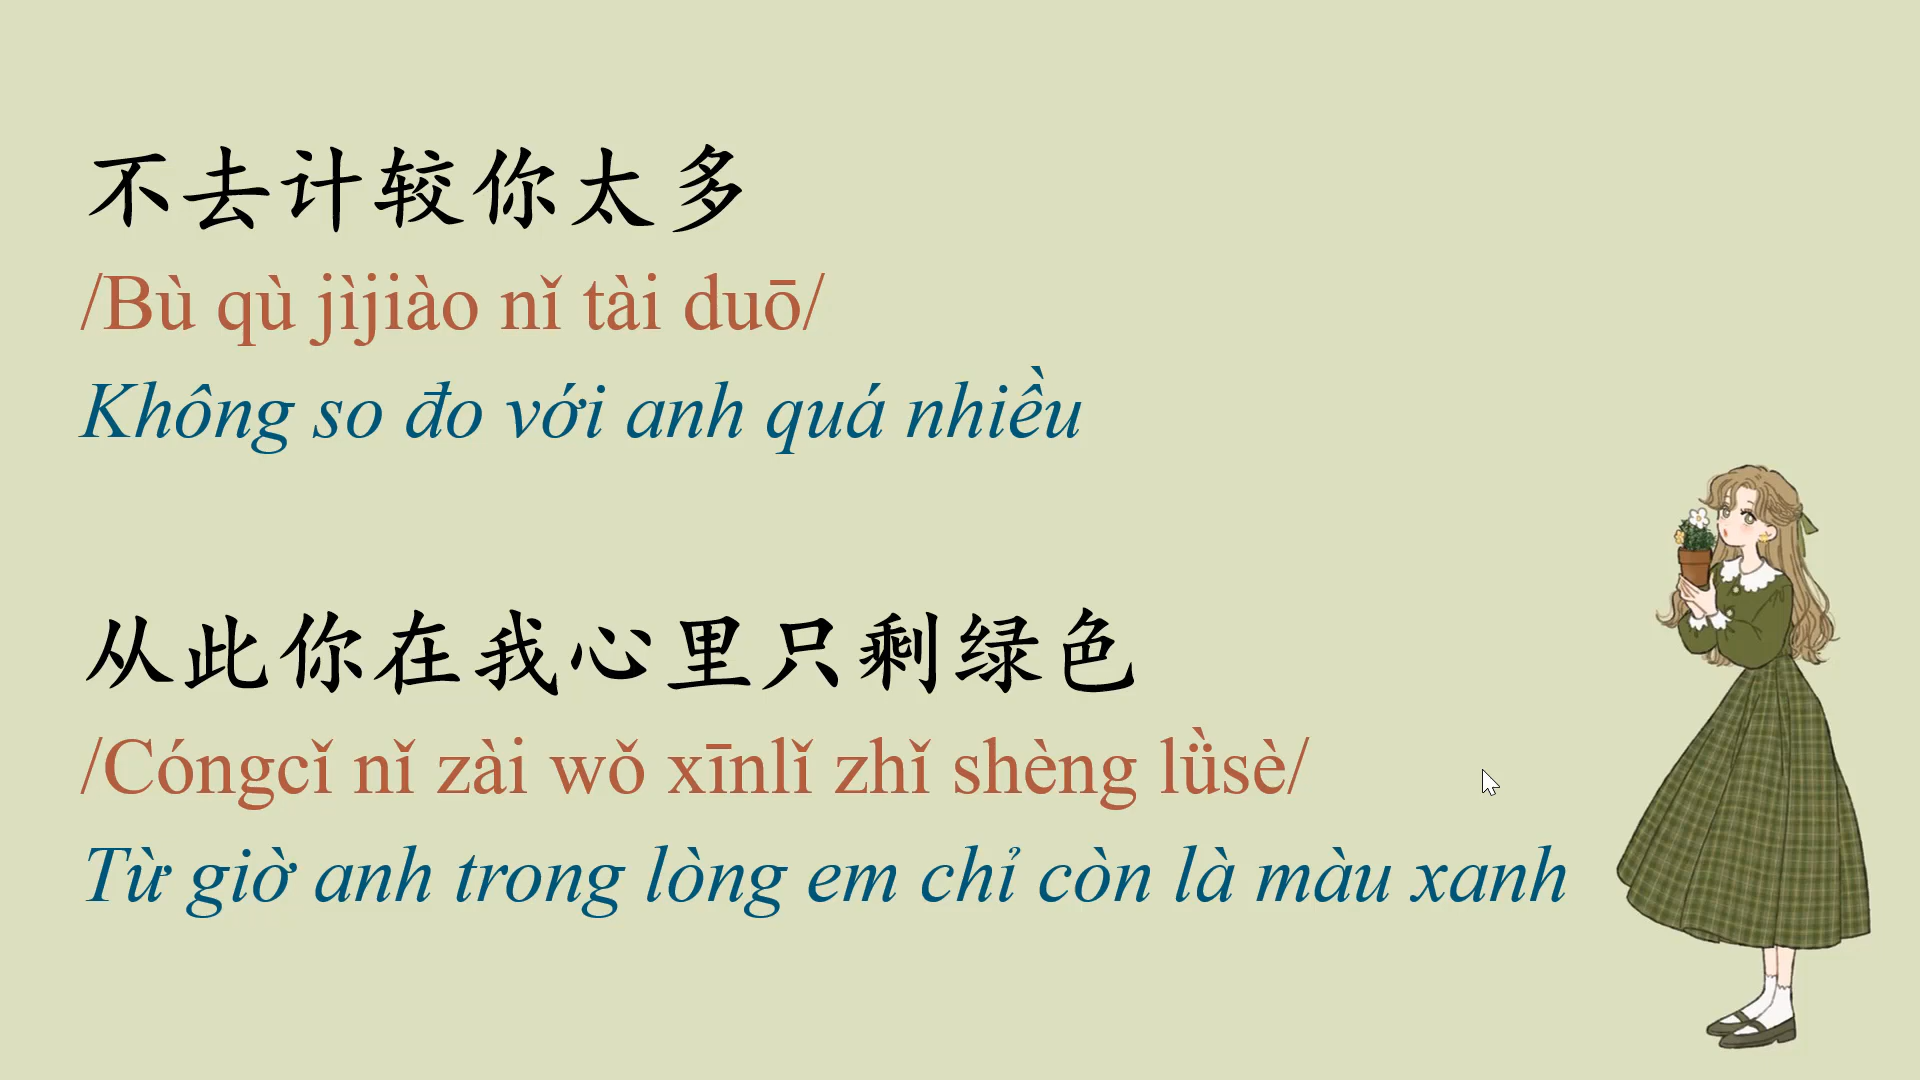 不去计较你太多
/Bù qù jìjiào nǐ tài duō/
Không so đo với anh quá nhiều
从此你在我心里只剩绿色
/Cóngcǐ nǐ zài wǒ xīnlǐ zhǐ shèng lǜsè/
Từ giờ anh trong lòng em chỉ còn là màu xanh